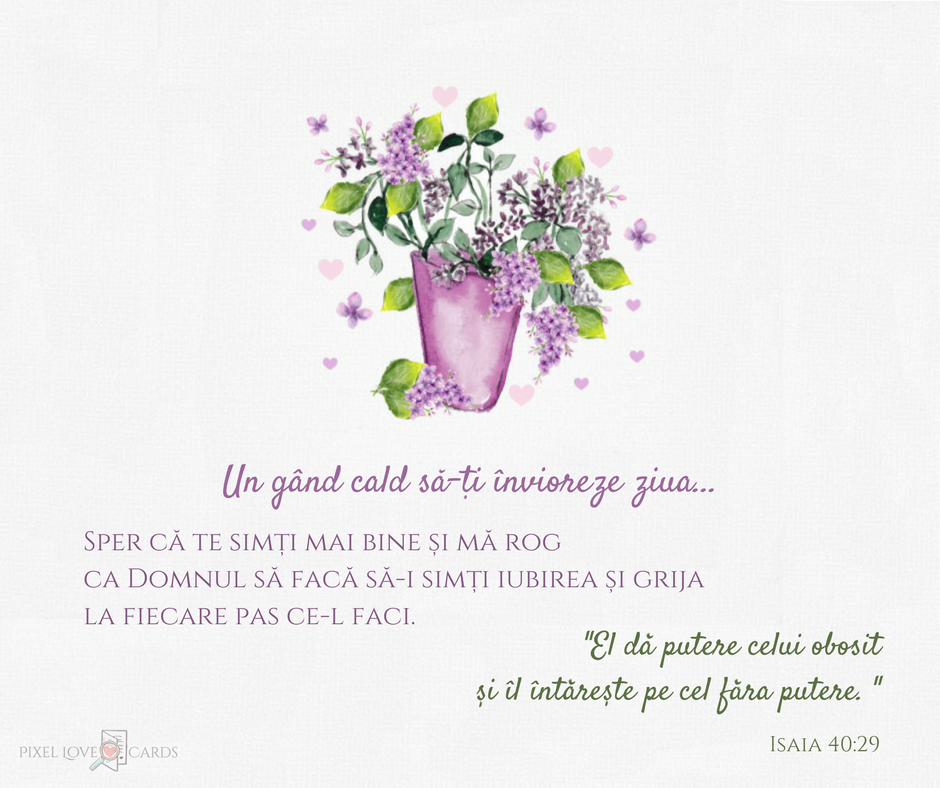 Un gând cald să-ți învioreze ziua...
Sper că te simți mai bine și mă rog
ca Domnul să facă să-i simți iubirea și grija
la fiecare pas ce-l faci.
"El dă putere celui obosit
și îl întărește pe cel făra putere. "
Isaia 40:29
PIXEL LOVE CARDS